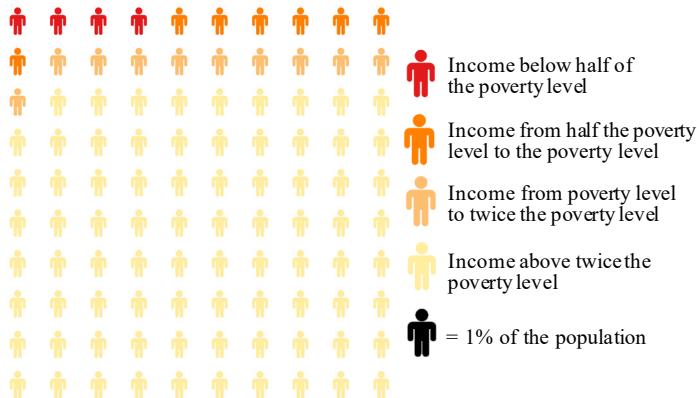 Income below half of
the poverty level
Income from half the poverty
level to the poverty level
Income from poverty level
to twice the poverty level
Income above twice the
poverty level
= 1% of the population